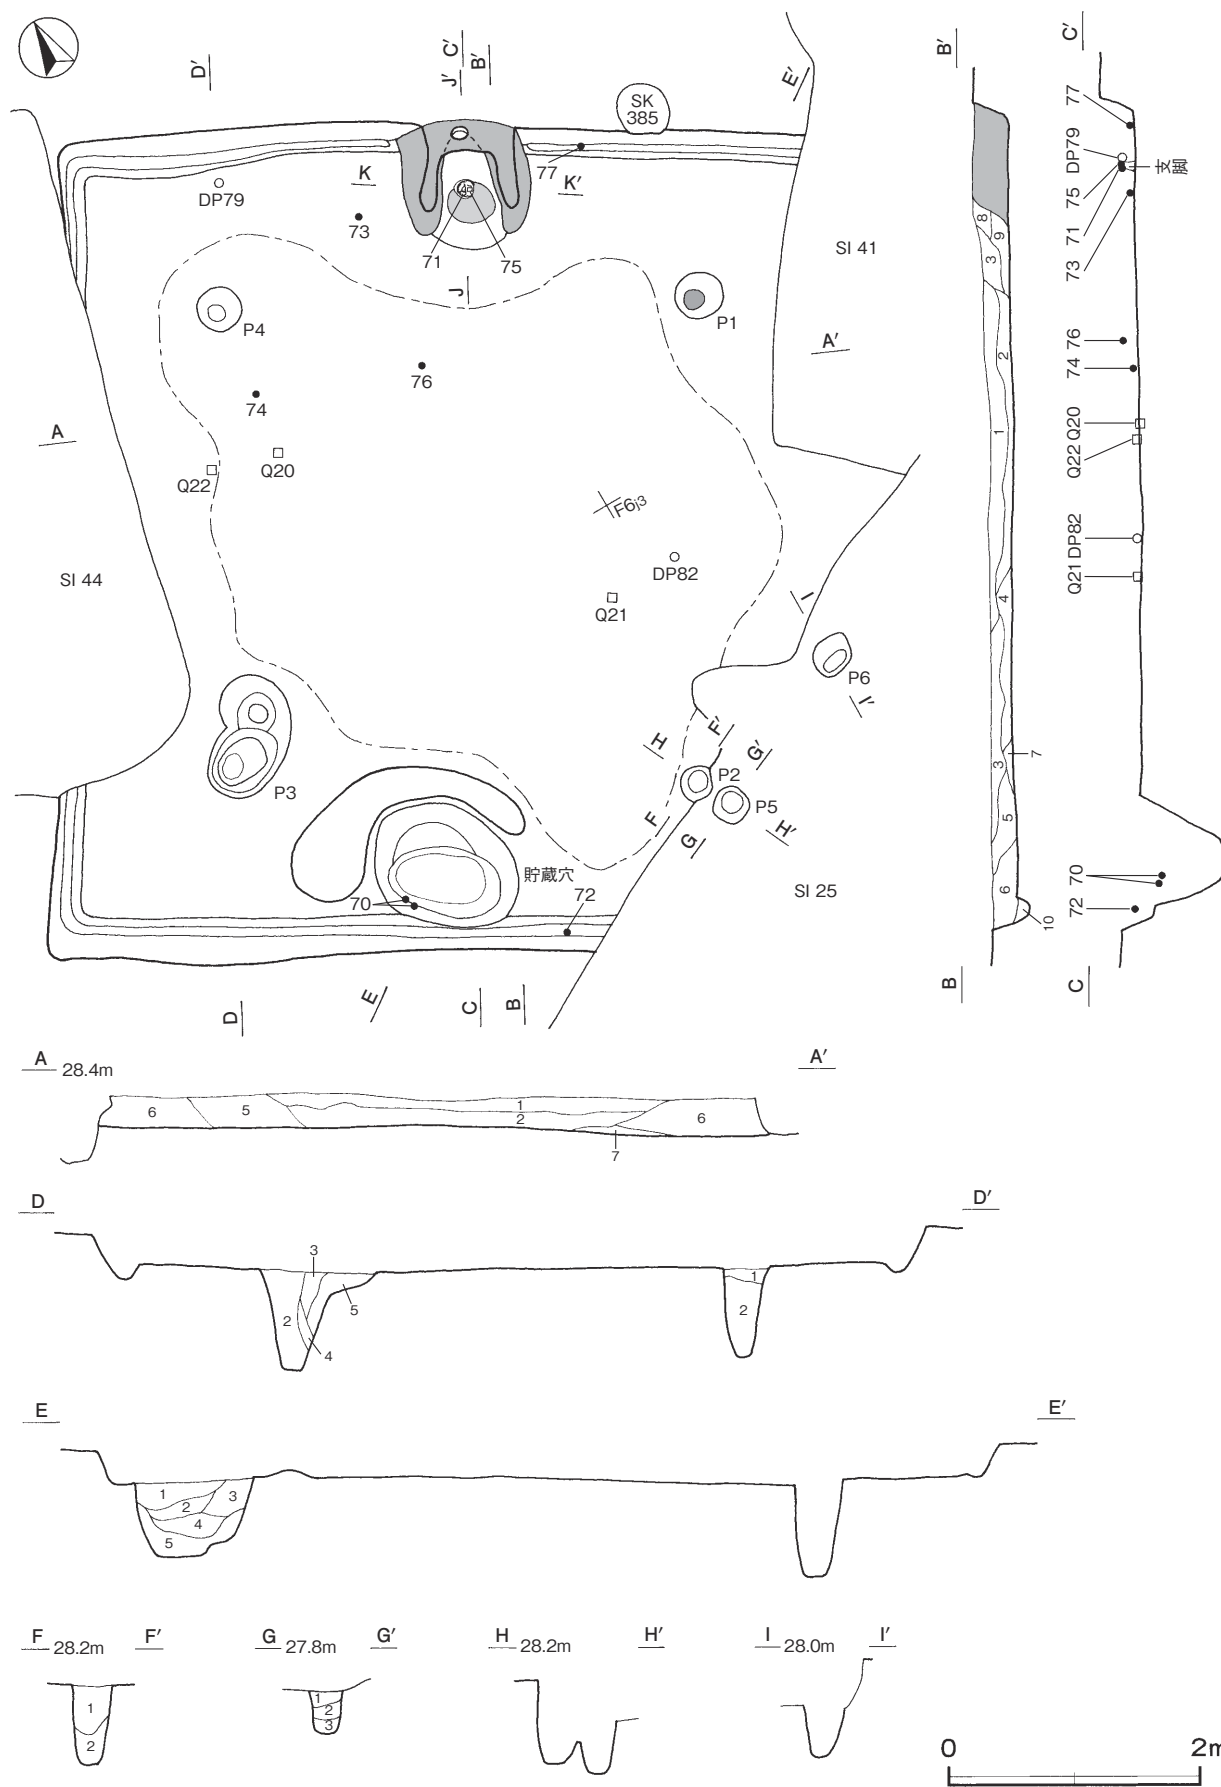 D′
C′
J′ B′
E′
SK
385
K
K′
77
DP79
73
71
75
J
SI 41
P4
P1
A′
76
74
A
Q22
Q20
F6j3
DP82
Q21
SI 44
I
P6
I′
H
F′
G′
P2
P5
P3
F
G
H′
貯蔵穴
SI 25
70
72
D
E
C
B
B′
8
9
3
2
1
4
3
7
5
6
10
B
C′
77
DP79
支脚
75
71
73
76
74
Q20
Q22
DP82
Q21
70
72
C
A 28.4m
A′
6
5
1
2
6
7
D
D′
3
2
5
4
1
2
E
E′
1
2
3
4
5
F 28.2m F′
1
2
G 27.8m G′
1
2
3
H 28.2m H′
I 28.0m I′
0 2m